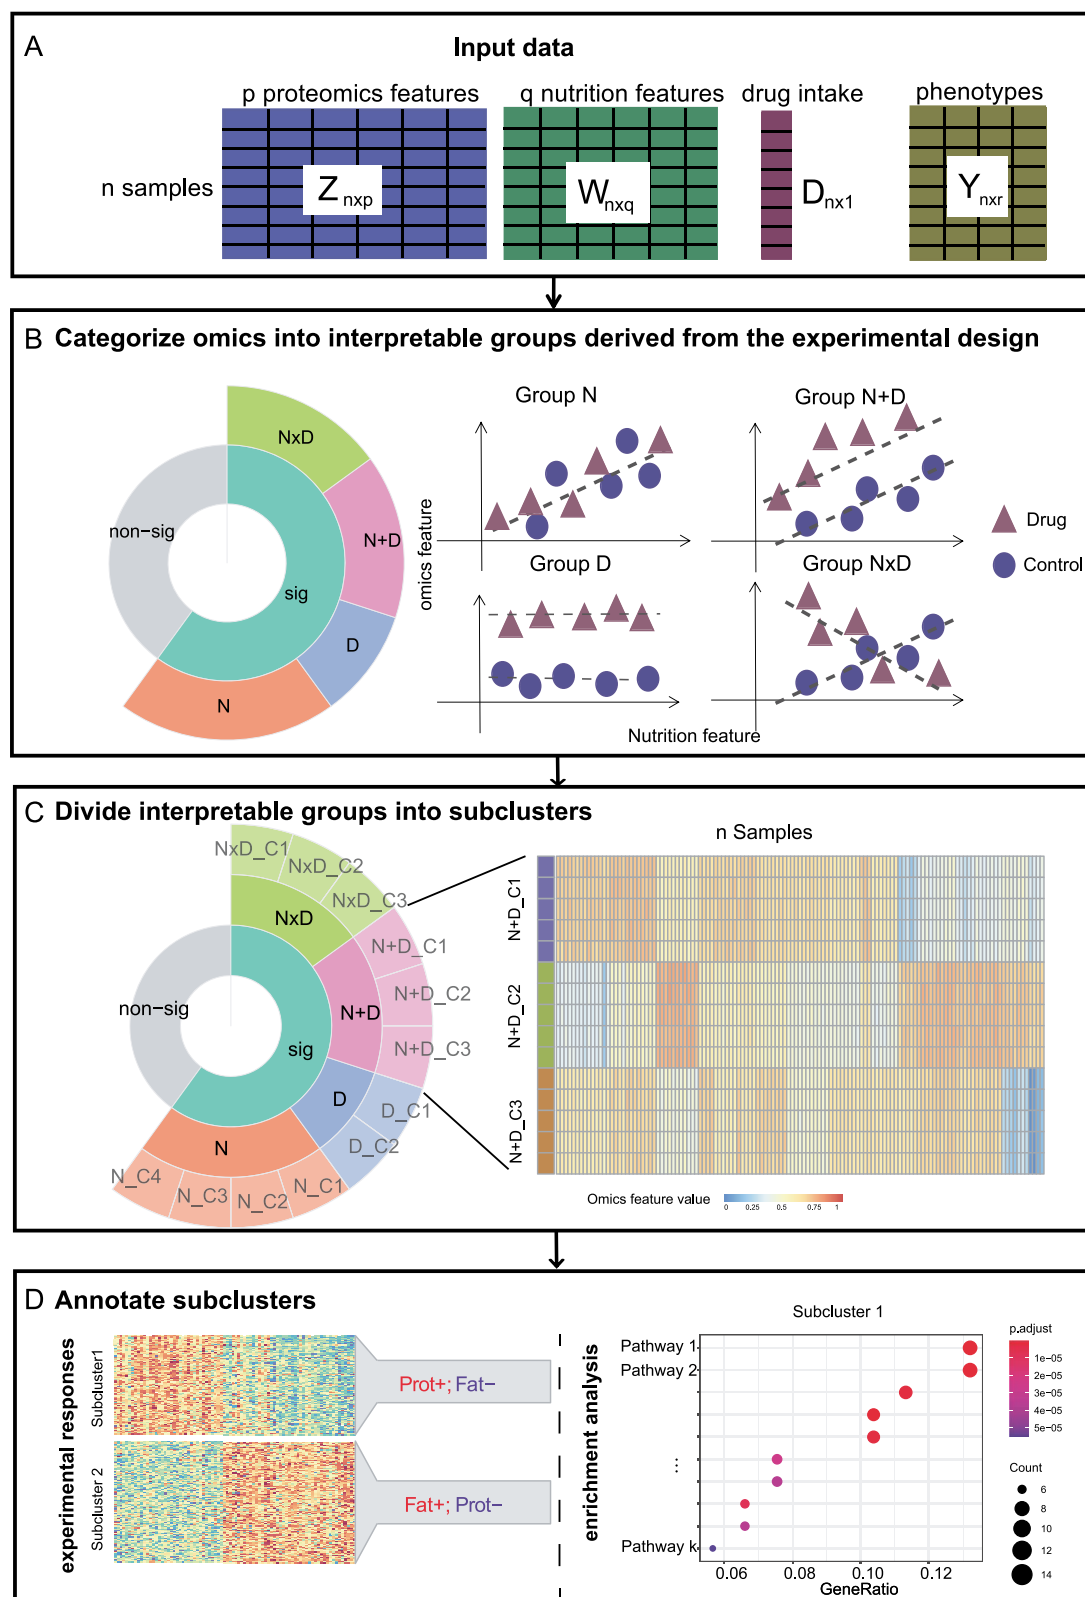 A
Input data
p proteomics features
q nutrition features
drug intake
phenotypes
n samples
Z nxp
W nxq
D nx1
Y nxr
B Categorize omics into interpretable groups derived from the experimental design
NxD
N+D
D
N
non-sig
sig
omics feature
Group N
Group N+D
Group D
Group NxD
Nutrition feature
Drug
Control
C Divide interpretable groups into subclusters
NxD_C1
NxD_C2
NxD_C3
NxD
N+D_C1
N+D_C2
N+D_C3
N+D
D
D_C1
D_C2
N
N_C1
N_C2
N_C3
N_C4
non-sig
sig
n Samples
N+D_C1
N+D_C2
N+D_C3
Omics feature value
0 0.25 0.75 1
D Annotate subclusters
experimental responses
Subcluster1
Subcluster 2
Prot+; Fat-
Fat+; Prot-
enrichment analysis
Subcluster 1
Pathway 1
Pathway 2
...
Pathway k
0.06 0.08 0.10 0.12
GeneRatio
p.adjust
1e-05
2e-05
3e-05
4e-05
5e-05
Count
6
8
10
12
14